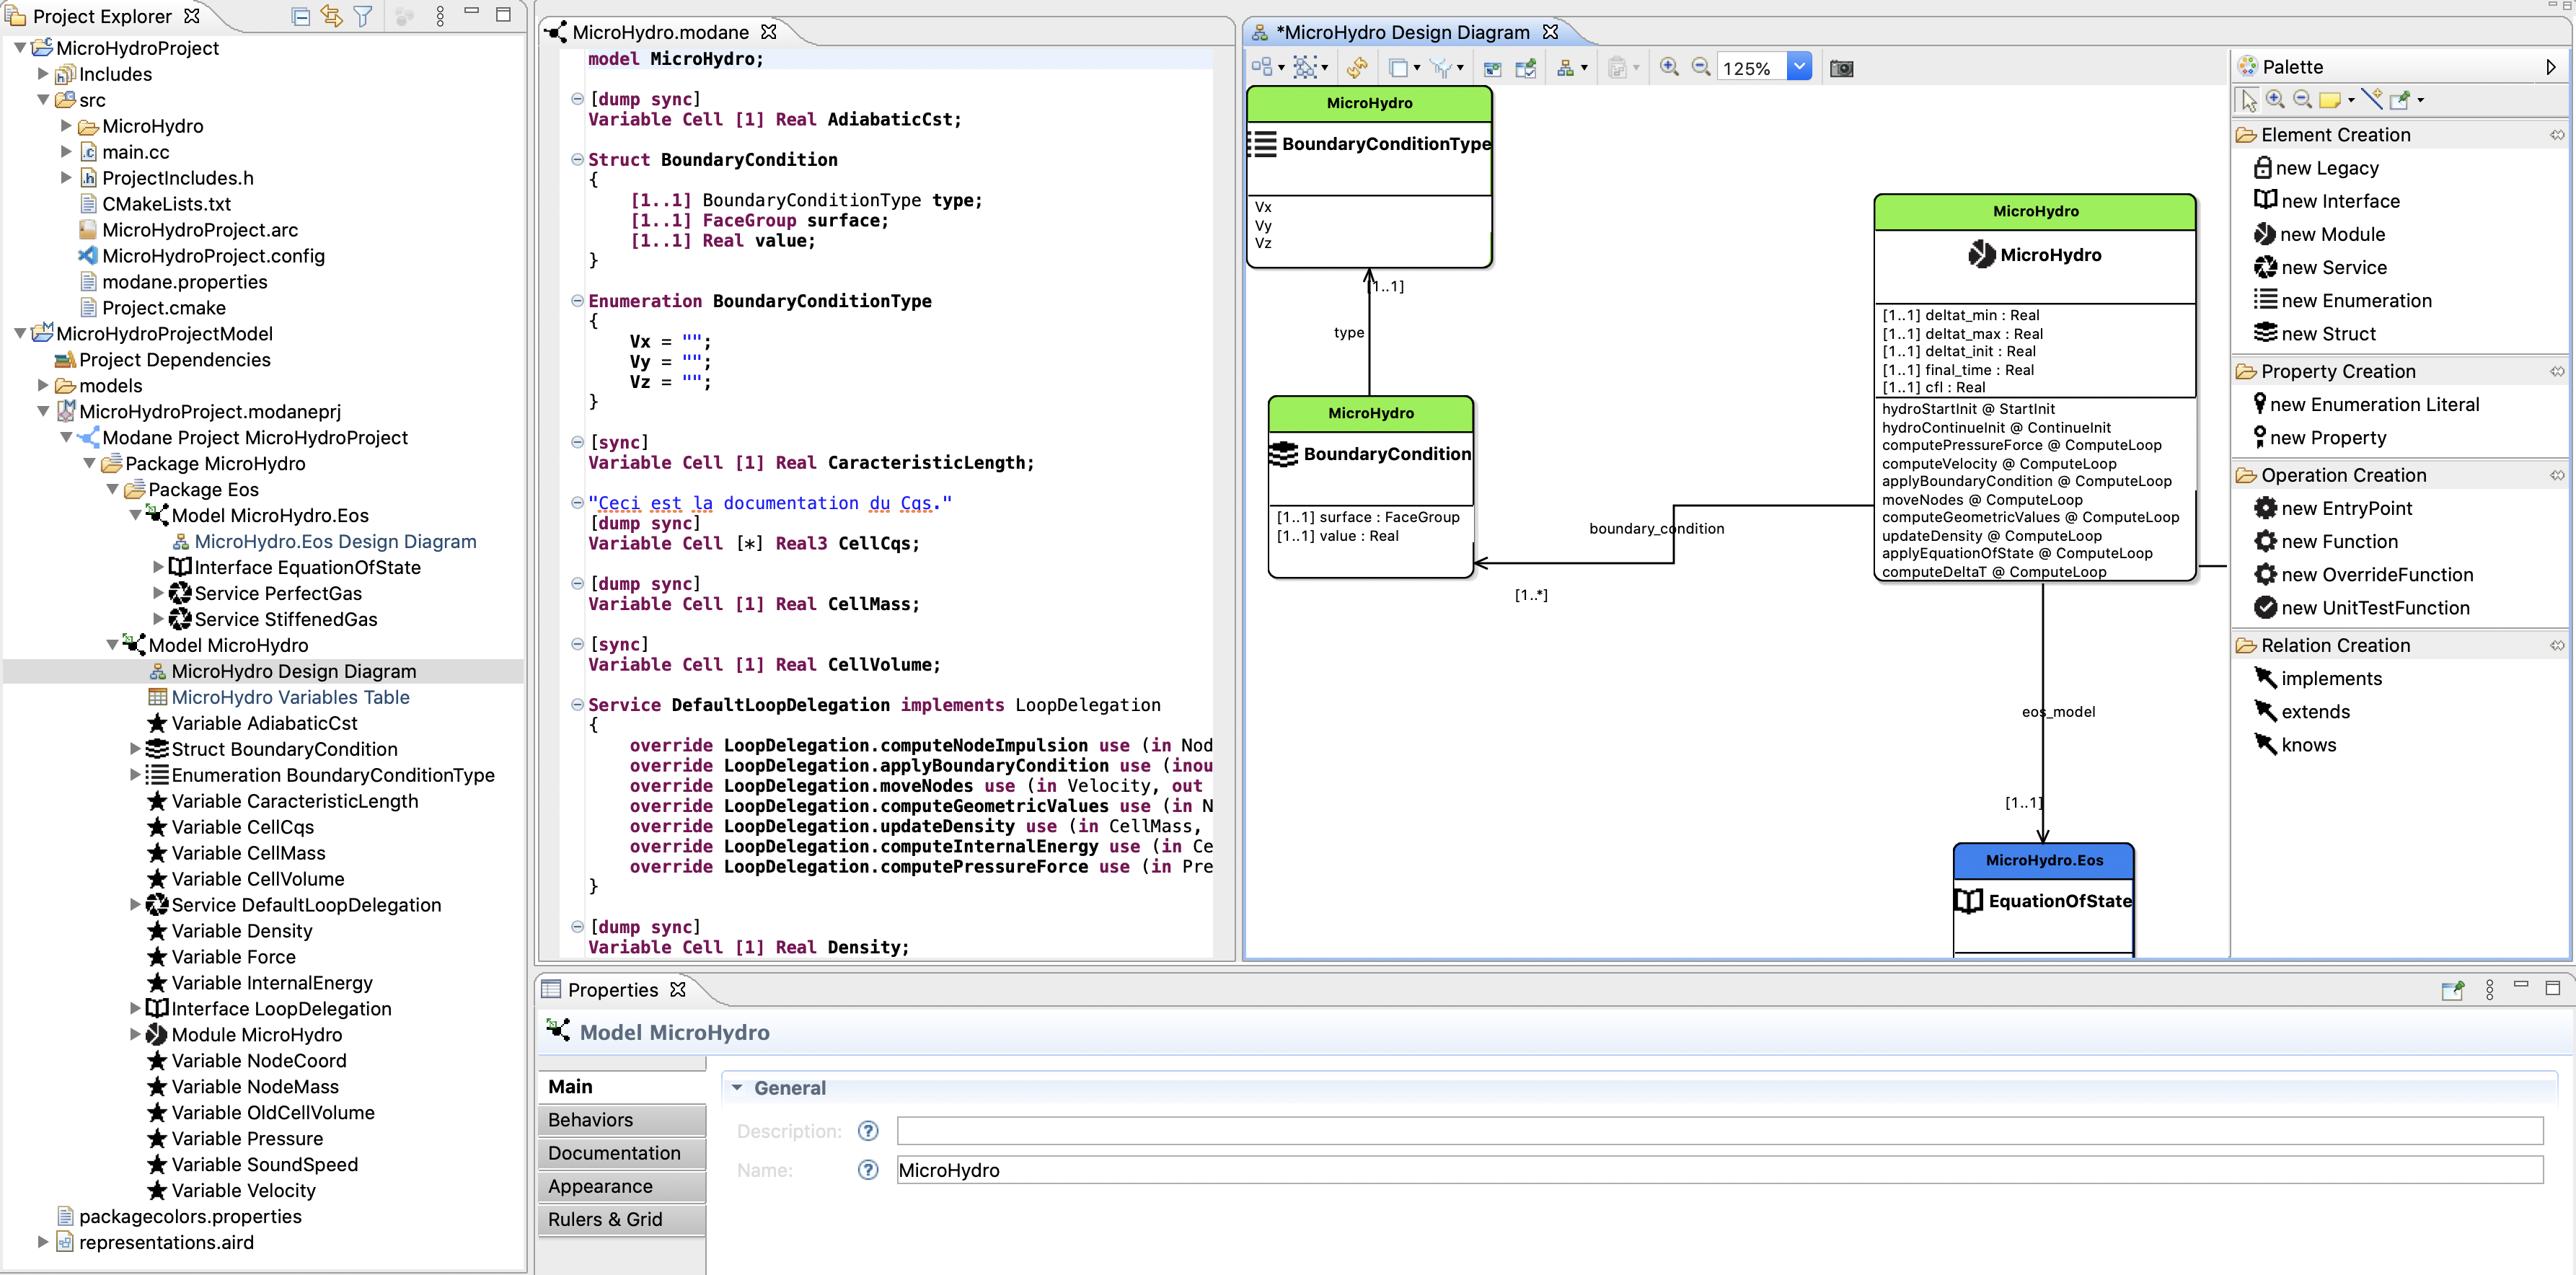 Project Explorer
MicroHydroProject
Includes
src
MicroHydro
main.cc
ProjectIncludes.h
CMakeLists.txt
MicroHydroProject.arc
MicroHydroProject.config
modane.properties
Project.cmake
MicroHydroProjectModel
Project Dependencies
models
MicroHydroProject.modaneprj
Modane Project MicroHydroProject
Package MicroHydro
Package Eos
Model MicroHydro.Eos
MicroHydro.Eos Design Diagram
Interface EquationOfState
Service PerfectGas
Service StiffenedGas
Model MicroHydro
MicroHydro Design Diagram
MicroHydro Variables Table
Variable AdiabaticCst
Struct BoundaryCondition
Enumeration BoundaryConditionType
Variable CaracteristicLength
Variable CellCqs
Variable CellMass
Variable CellVolume
Service DefaultLoopDelegation
Variable Density
Variable Force
Variable InternalEnergy
Interface LoopDelegation
Module MicroHydro
Variable NodeCoord
Variable NodeMass
Variable OldCellVolume
Variable Pressure
Variable SoundSpeed
Variable Velocity
packagecolors.properties
representations.aird
MicroHydro.modane
model MicroHydro;
[dump sync]
Variable Cell [1] Real AdiabaticCst;
Struct BoundaryCondition
{
[1..1] BoundaryConditionType type;
[1..1] FaceGroup surface;
[1..1] Real value;
}
Enumeration BoundaryConditionType
{
Vx = "";
Vy = "";
Vz = "";
}
[sync]
Variable Cell [1] Real CaracteristicLength;
"Ceci est la documentation du Cqs."
[dump sync]
Variable Cell [*] Real3 CellCqs;
[dump sync]
Variable Cell [1] Real CellMass;
[sync]
Variable Cell [1] Real CellVolume;
Service DefaultLoopDelegation implements LoopDelegation
{
override LoopDelegation.computeNodeImpulsion use (in Nod
override LoopDelegation.applyBoundaryCondition use (inou
override LoopDelegation.moveNodes use (in Velocity, out
override LoopDelegation.computeGeometricValues use (in N
override LoopDelegation.updateDensity use (in CellMass,
override LoopDelegation.computeInternalEnergy use (in Ce
override LoopDelegation.computePressureForce use (in Pre
}
[dump sync]
Variable Cell [1] Real Density;
*MicroHydro Design Diagram
125%
MicroHydro
BoundaryConditionType
Vx
Vy
Vz
[1..1]
type
MicroHydro
BoundaryCondition
[1..1] surface : FaceGroup
[1..1] value : Real
boundary_condition
[1..*]
MicroHydro
MicroHydro
[1..1] deltat_min : Real
[1..1] deltat_max : Real
[1..1] deltat_init : Real
[1..1] final_time : Real
[1..1] cfl : Real
hydroStartInit @ StartInit
hydroContinueInit @ ContinueInit
computePressureForce @ ComputeLoop
computeVelocity @ ComputeLoop
applyBoundaryCondition @ ComputeLoop
moveNodes @ ComputeLoop
computeGeometricValues @ ComputeLoop
updateDensity @ ComputeLoop
applyEquationOfState @ ComputeLoop
computeDeltaT @ ComputeLoop
eos_model
[1..1]
MicroHydro.Eos
EquationOfState
Palette
Element Creation
new Legacy
new Interface
new Module
new Service
new Enumeration
new Struct
Property Creation
new Enumeration Literal
new Property
Operation Creation
new EntryPoint
new Function
new OverrideFunction
new UnitTestFunction
Relation Creation
implements
extends
knows
Properties
Model MicroHydro
Main
Behaviors
Documentation
Appearance
Rulers & Grid
General
Description:
Name:
MicroHydro